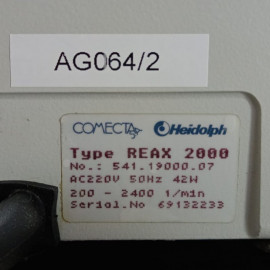 AG064/2
COMECTA Heidolph
Type REAX 2000
No.: 541.19000.07
AC220V 50Hz 42W
200 - 2400 1/min
Serial.No 69132233